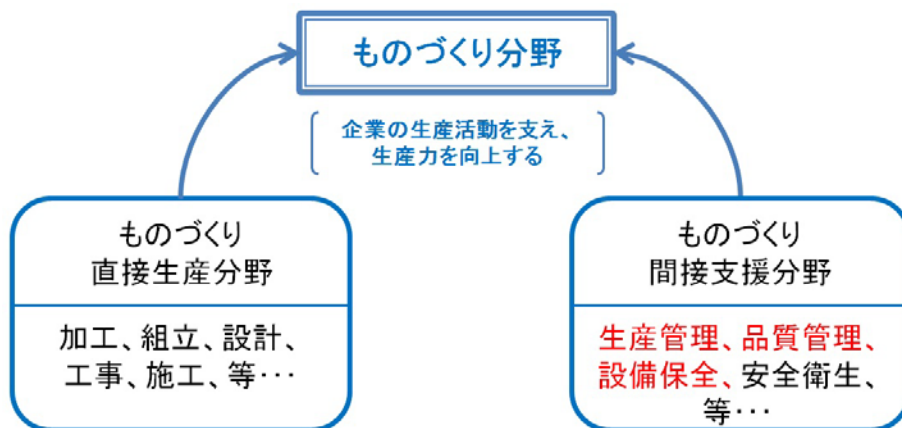 ものづくり分野
企業の生産活動を支え、
生産力を向上する
ものづくり
直接生産分野
加工、組立、設計、
工事、施工、等・・・
ものづくり
間接支援分野
生産管理、品質管理、
設備保全、安全衛生、
等・・・